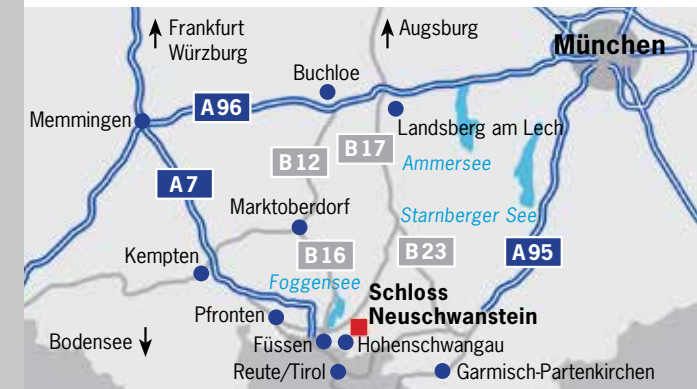 Frankfurt
Würzburg
Augsburg
München
Buchloe
A96
Memmingen
Landsberg am Lech
B17
B12
Ammersee
A7
Marktoberdorf
Starnberger See
B16
B23
A95
Kempten
Foggensee
Schloss
Neuschwanstein
Pfronten
Bodensee
Füssen
Hohenschwangau
Reute/Tirol
Garmisch-Partenkirchen